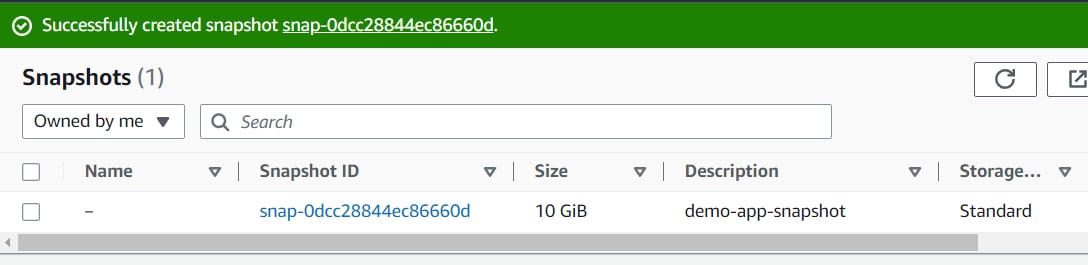 Successfully created snapshot snap-0dcc28844ec86660d.
Snapshots (1)
Owned by me
Search
Name Snapshot ID Size Description Storage...
– snap-0dcc28844ec86660d 10 GiB demo-app-snapshot Standard